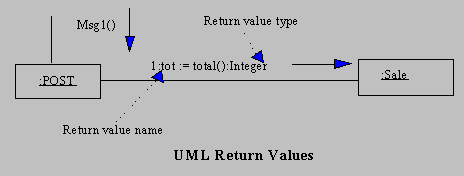 Return value type
Msg1()
1:tot := total():Integer
:POST
:Sale
Return value name
UML Return Values